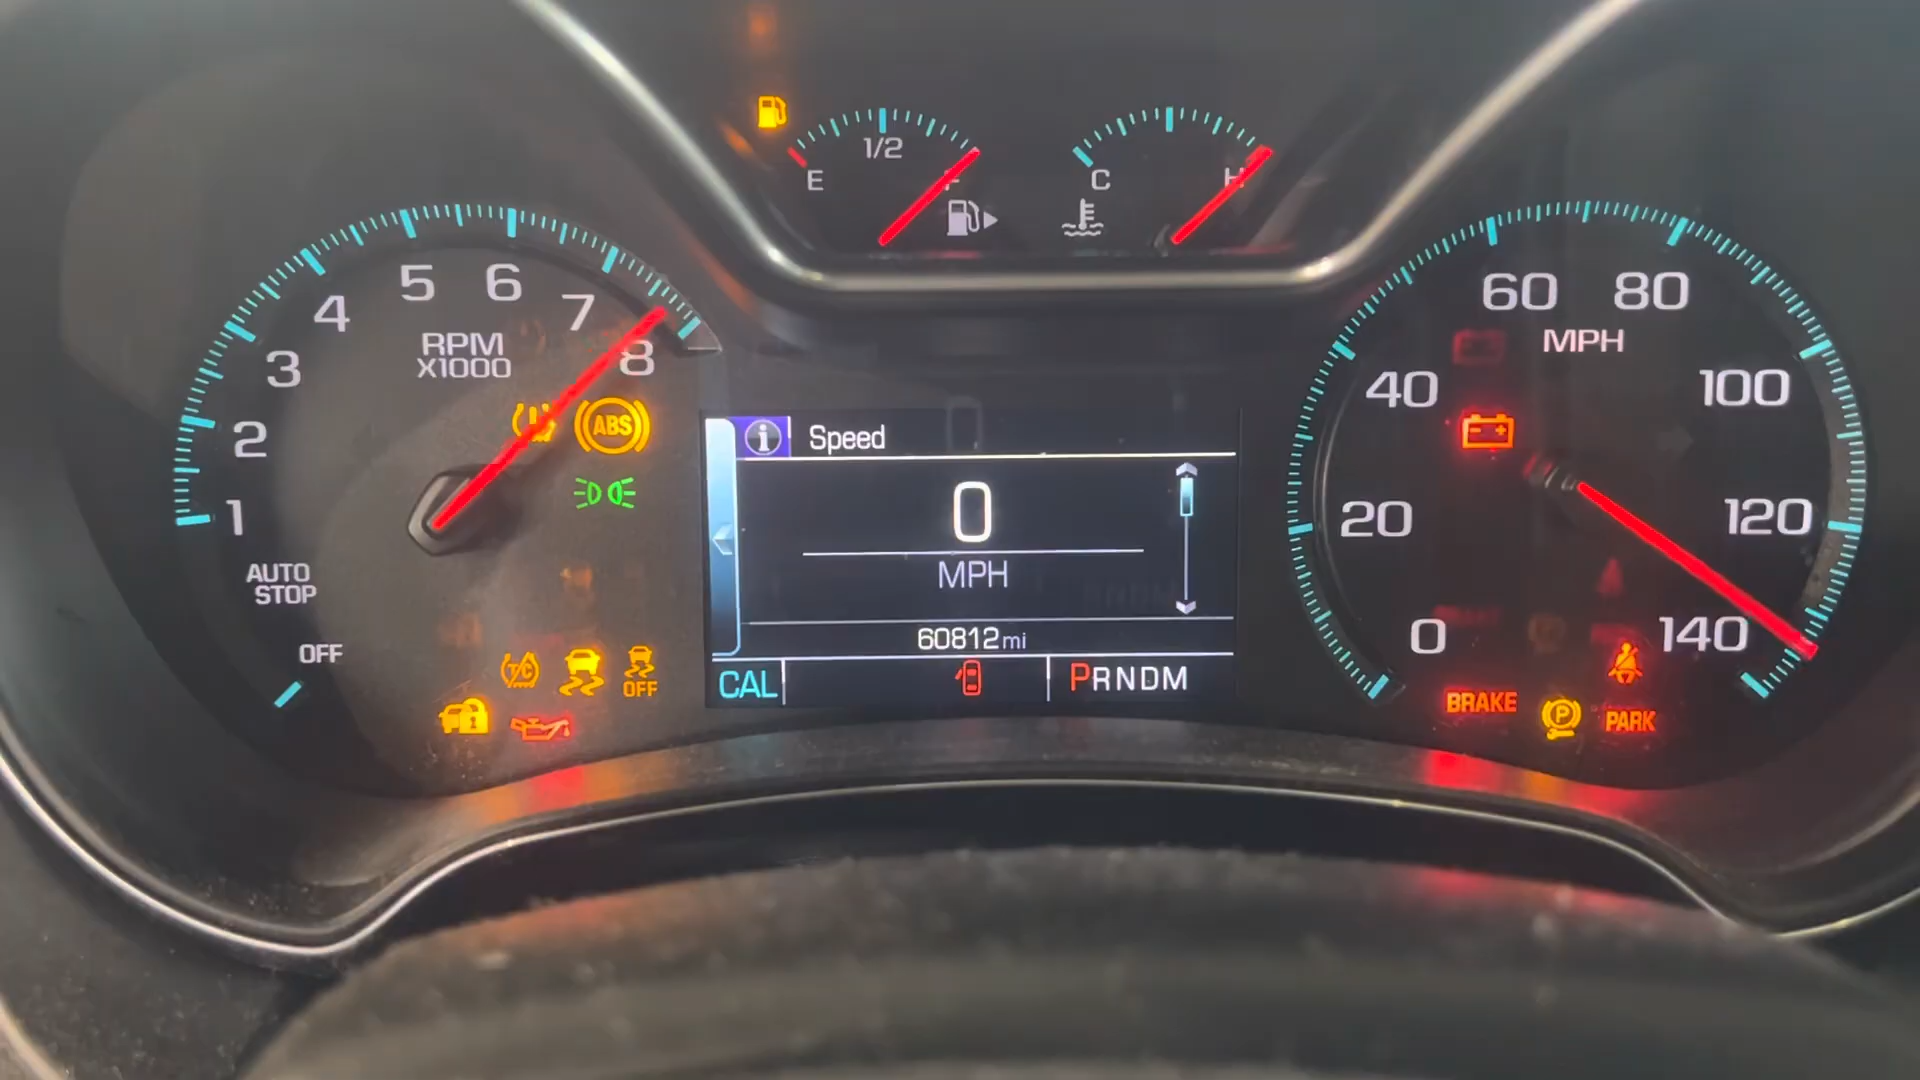 E
1/2
F
C
H
1
2
3
4
5
6
7
8
RPM
X1000
AUTO
STOP
OFF
ABS
T/C
OFF
i Speed
0
MPH
60812mi
CAL
PRNDM
0
20
40
60
80
100
120
140
MPH
BRAKE
P
PARK